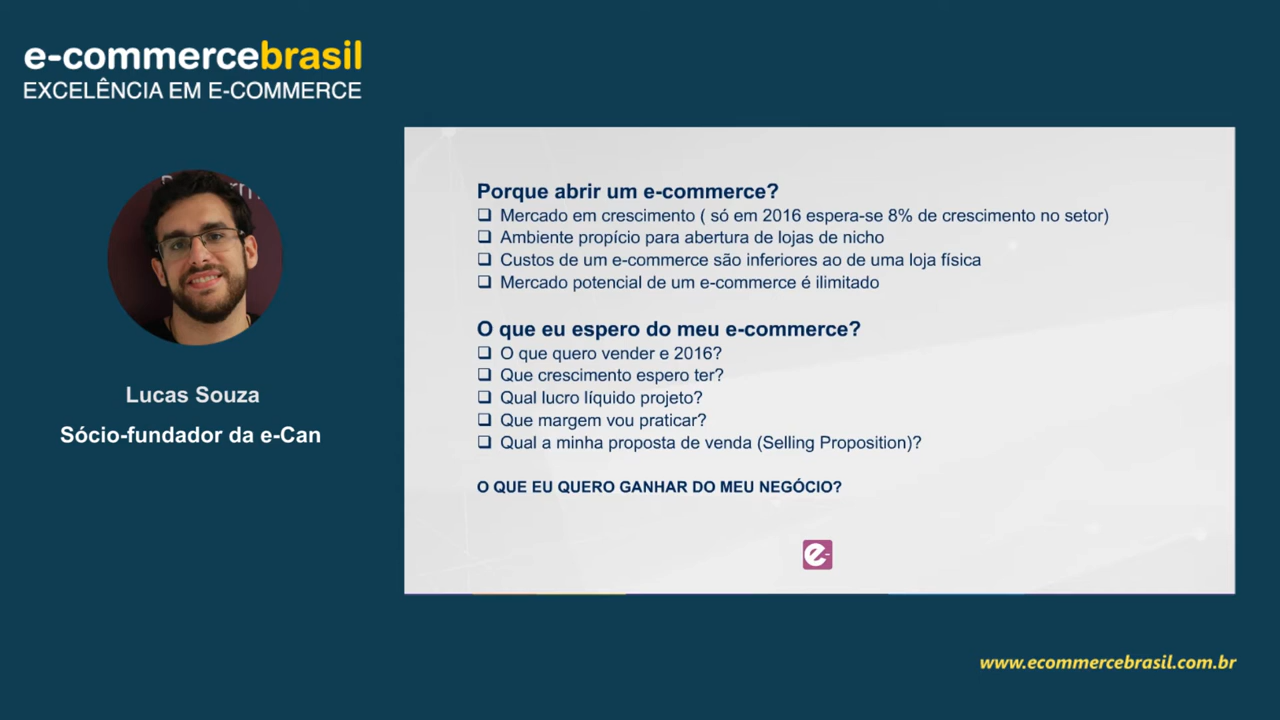 e-commercebrasil
EXCELÊNCIA EM E-COMMERCE
Lucas Souza
Sócio-fundador da e-Can
Porque abrir um e-commerce?
Mercado em crescimento ( só em 2016 espera-se 8% de crescimento no setor)
Ambiente propício para abertura de lojas de nicho
Custos de um e-commerce são inferiores ao de uma loja física
Mercado potencial de um e-commerce é ilimitado
O que eu espero do meu e-commerce?
O que quero vender e 2016?
Que crescimento espero ter?
Qual lucro líquido projeto?
Que margem vou praticar?
Qual a minha proposta de venda (Selling Proposition)?
O QUE EU QUERO GANHAR DO MEU NEGÓCIO?
e-
www.ecommercebrasil.com.br